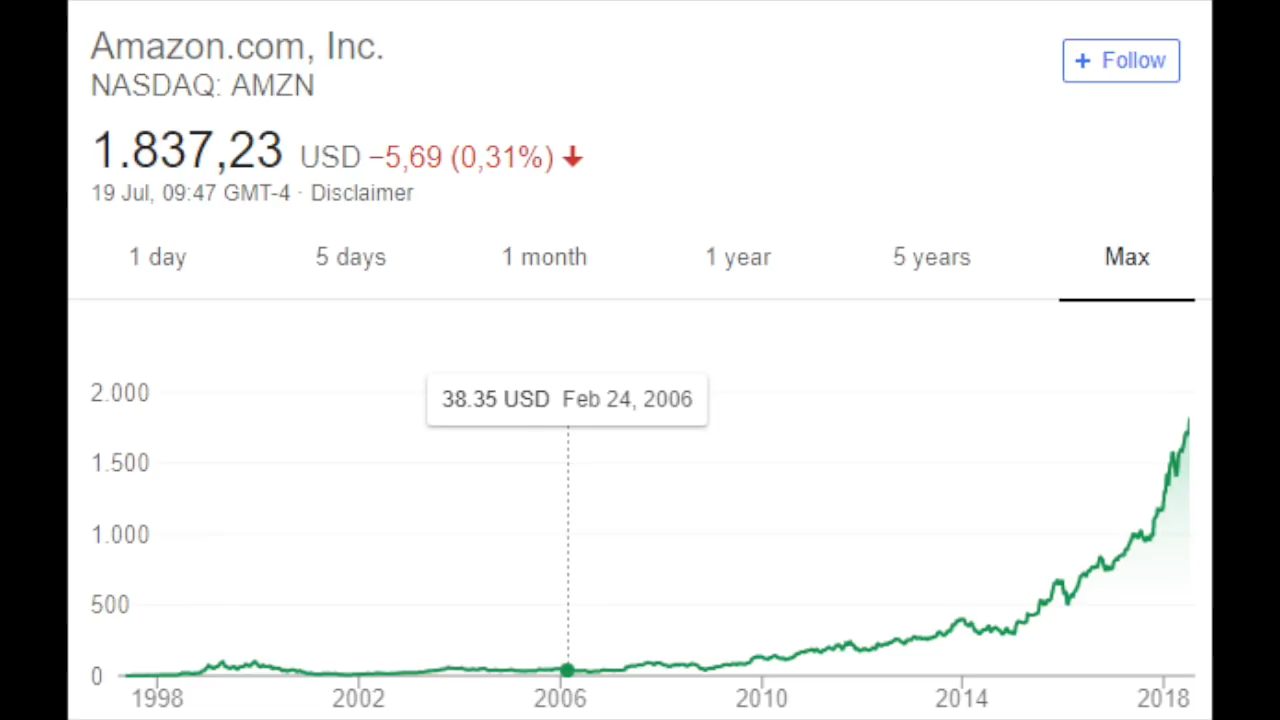 Amazon.com, Inc.
+ Follow
NASDAQ: AMZN
1.837,23 USD −5,69 (0,31%)
19 Jul, 09:47 GMT-4 · Disclaimer
1 day 5 days 1 month 1 year 5 years Max
38.35 USD Feb 24, 2006
2.000
1.500
1.000
500
0
1998 2002 2006 2010 2014 2018